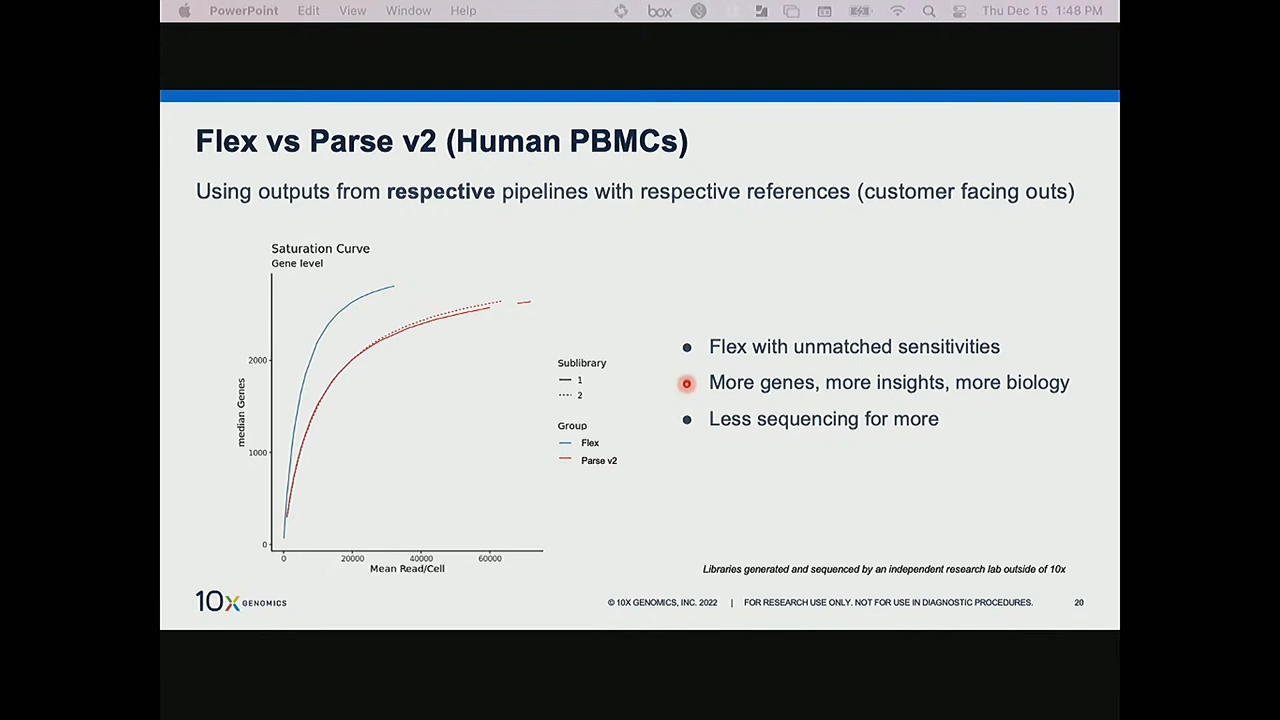 PowerPoint Edit View Window Help box Thu Dec 15 1:48 PM
Flex vs Parse v2 (Human PBMCs)
Using outputs from respective pipelines with respective references (customer facing outs)
Saturation Curve
Gene level
median Genes
2000
1000
0
0 20000 40000 60000
Mean Read/Cell
Sublibrary
1
2
Group
Flex
Parse v2
● Flex with unmatched sensitivities
● More genes, more insights, more biology
● Less sequencing for more
Libraries generated and sequenced by an independent research lab outside of 10x
10x GENOMICS
© 10X GENOMICS, INC. 2022 | FOR RESEARCH USE ONLY. NOT FOR USE IN DIAGNOSTIC PROCEDURES. 20